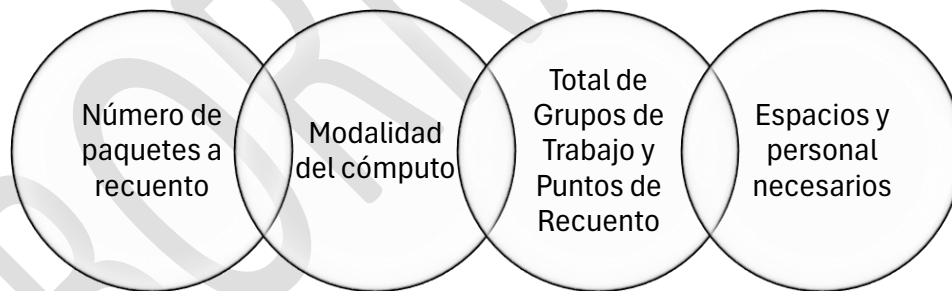 Número de
paquetes a
recuento
Modalidad
del cómputo
Total de
Grupos de
Trabajo y
Puntos de
Recuento
Espacios y
personal
necesarios